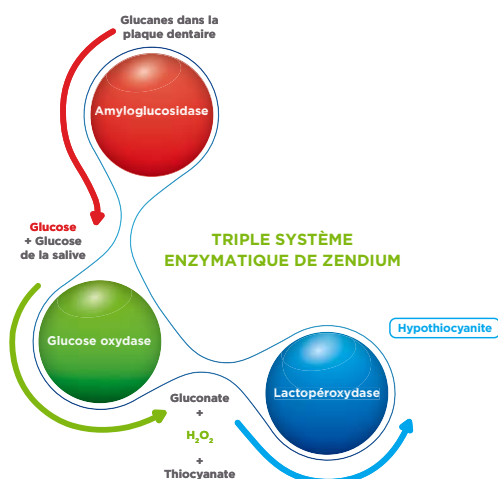 Glucanes dans la
plaque dentaire
Amyloglucosidase
Glucose
+ Glucose
de la salive
TRIPLE SYSTÈME
ENZYMATIQUE DE ZENDIUM
Glucose oxydase
Hypothiocyanite
Lactopéroxydase
Gluconate
+
H₂O₂
+
Thiocyanate